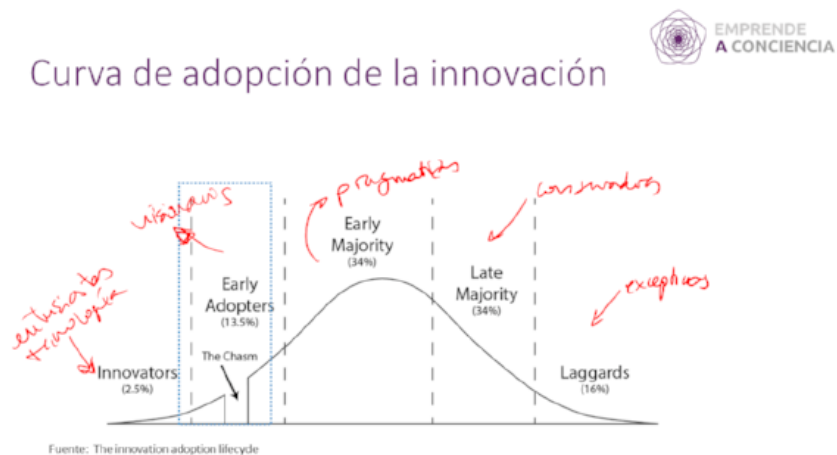 EMPRENDE
A CONCIENCIA
Curva de adopción de la innovación
visionarios
pragmatistas
conservadores
Early
Majority
(34%)
Early
Adopters
(13.5%)
Late
Majority
(34%)
excepticos
entusiastas
tecnología
The Chasm
Innovators
(2.5%)
Laggards
(16%)
Fuente: The innovation adoption lifecycle